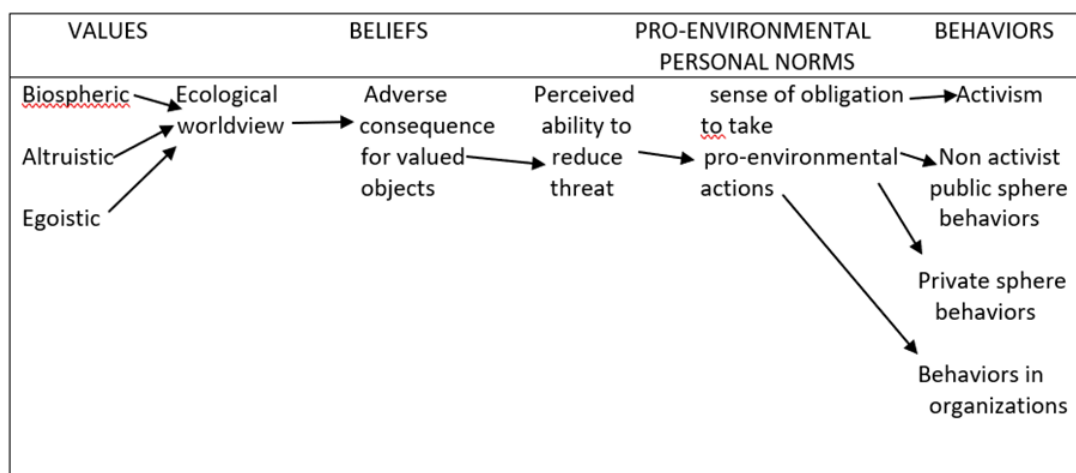 VALUES BELIEFS PRO-ENVIRONMENTAL BEHAVIORS
PERSONAL NORMS
Biospheric Ecological Adverse Perceived sense of obligation Activism
worldview consequence ability to to take
Altruistic for valued reduce pro-environmental Non activist
objects threat actions public sphere
Egoistic behaviors
Private sphere
behaviors
Behaviors in
organizations